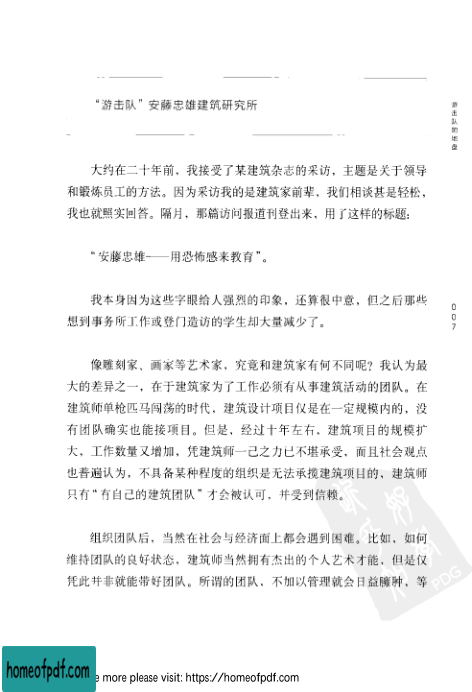 “游击队”安藤忠雄建筑研究所
游击队的地盘
大约在二十年前，我接受了某建筑杂志的采访，主题是关于领导
和锻炼员工的方法。因为采访我的是建筑家前辈，我们相谈甚是轻松，
我也就照实回答。隔月，那篇访问报道刊登出来，用了这样的标题：
“安藤忠雄——用恐怖感来教育”。
我本身因为这些字眼给人强烈的印象，还算很中意，但之后那些
想到事务所工作或登门造访的学生却大量减少了。
007
像雕刻家、画家等艺术家，究竟和建筑家有何不同呢？我认为最
大的差异之一，在于建筑家为了工作必须有从事建筑活动的团队。在
建筑师单枪匹马闯荡的时代，建筑设计项目仅是在一定规模内的，没
有团队确实也能接项目。但是，经过十年左右，建筑项目的规模扩
大，工作数量又增加，凭建筑师一己之力已不堪承受，而且社会观点
也普遍认为，不具备某种程度的组织是无法承揽建筑项目的，建筑师
只有“有自己的建筑团队”才会被认可，并受到信赖。
组织团队后，当然在社会与经济面上都会遇到困难。比如，如何
维持团队的良好状态，建筑师当然拥有杰出的个人艺术才能，但是仅
凭此并非就能带好团队。所谓的团队，不加以管理就会日益臃肿，等
PDG
homeofpdf.com
e more please visit: https://homeofpdf.com